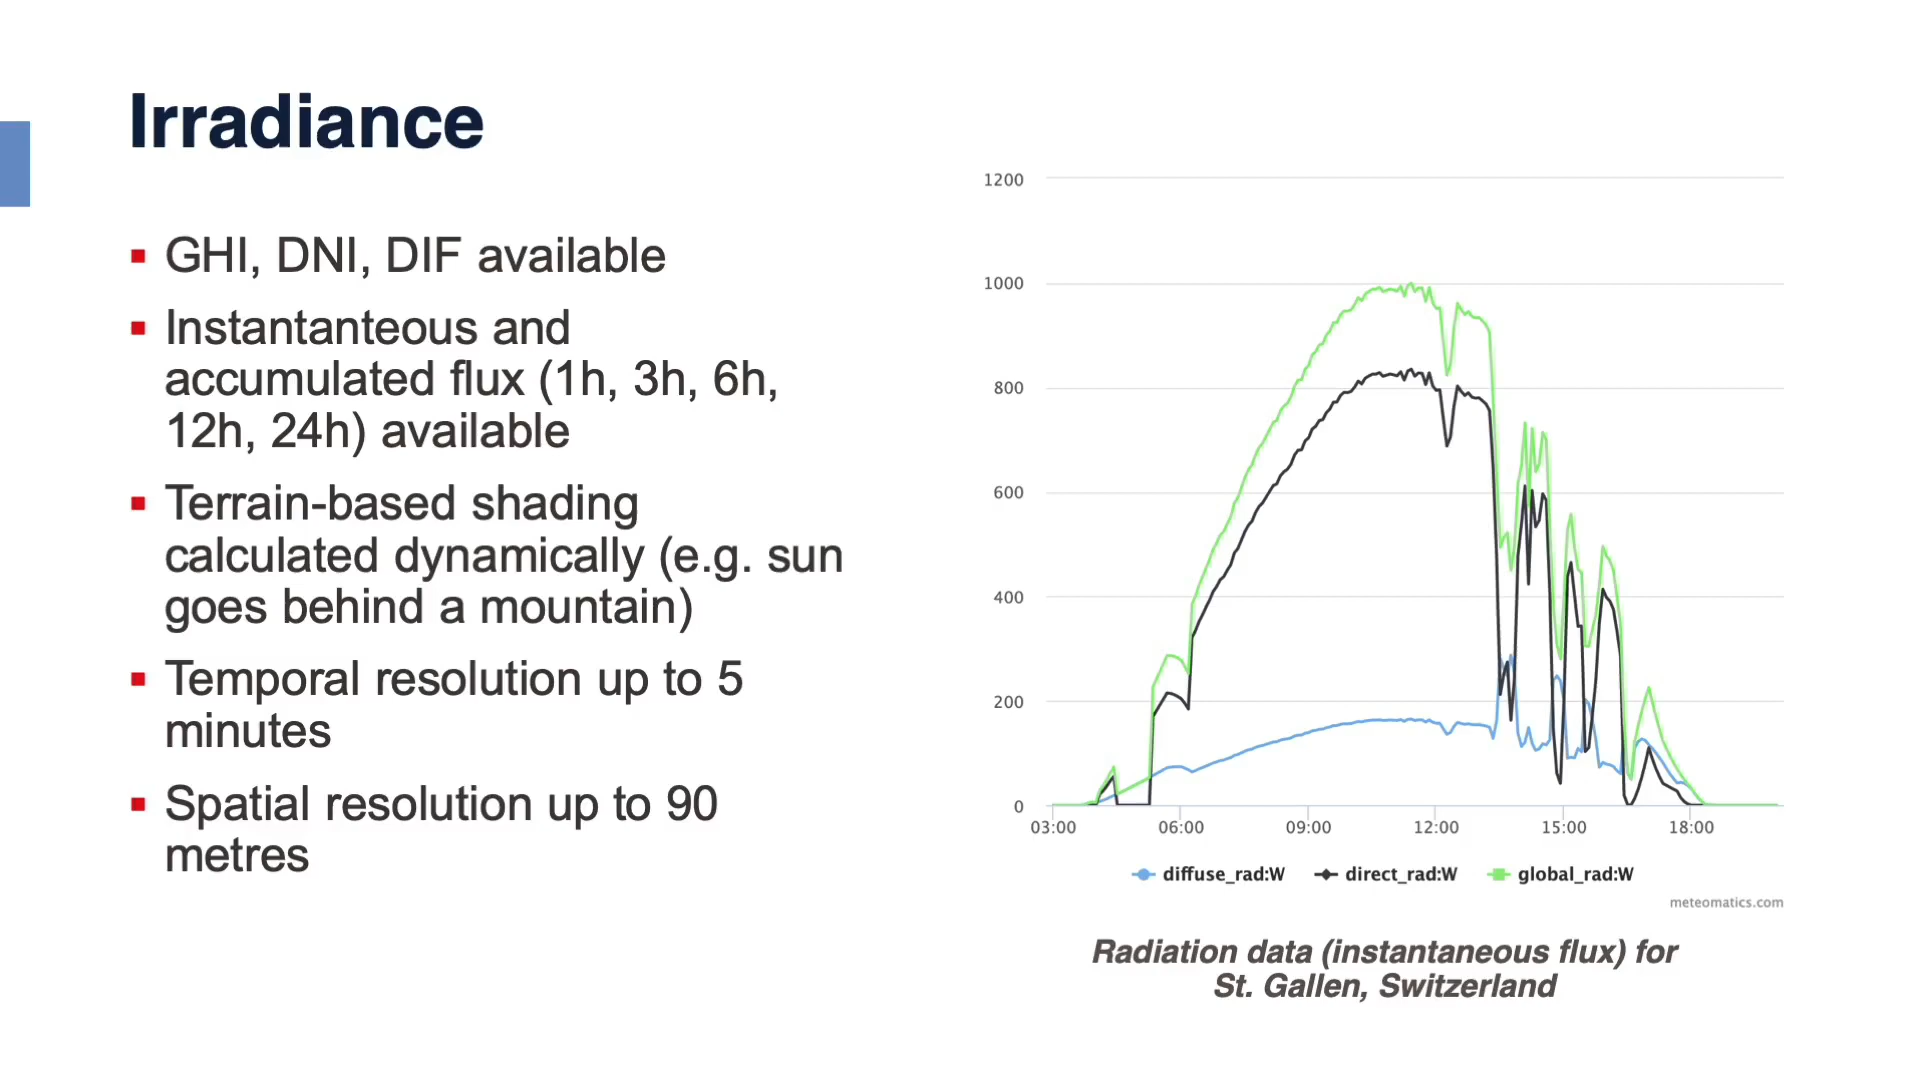 Irradiance
GHI, DNI, DIF available
Instantanteous and
accumulated flux (1h, 3h, 6h,
12h, 24h) available
Terrain-based shading
calculated dynamically (e.g. sun
goes behind a mountain)
Temporal resolution up to 5
minutes
Spatial resolution up to 90
metres
1200
1000
800
600
400
200
0
03:00 06:00 09:00 12:00 15:00 18:00
diffuse_rad:W direct_rad:W global_rad:W
meteomatics.com
Radiation data (instantaneous flux) for
St. Gallen, Switzerland